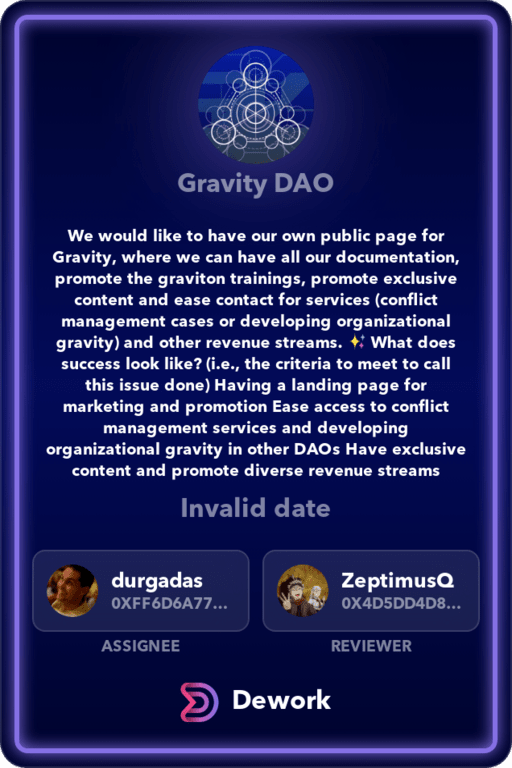 Gravity DAO
We would like to have our own public page for
Gravity, where we can have all our documentation,
promote the graviton trainings, promote exclusive
content and ease contact for services (conflict
management cases or developing organizational
gravity) and other revenue streams. ✨ What does
success look like? (i.e., the criteria to meet to call
this issue done) Having a landing page for
marketing and promotion Ease access to conflict
management services and developing
organizational gravity in other DAOs Have exclusive
content and promote diverse revenue streams
Invalid date
durgadas
0XFF6D6A77...
ZeptimusQ
0X4D5DD4D8...
ASSIGNEE
REVIEWER
Dework